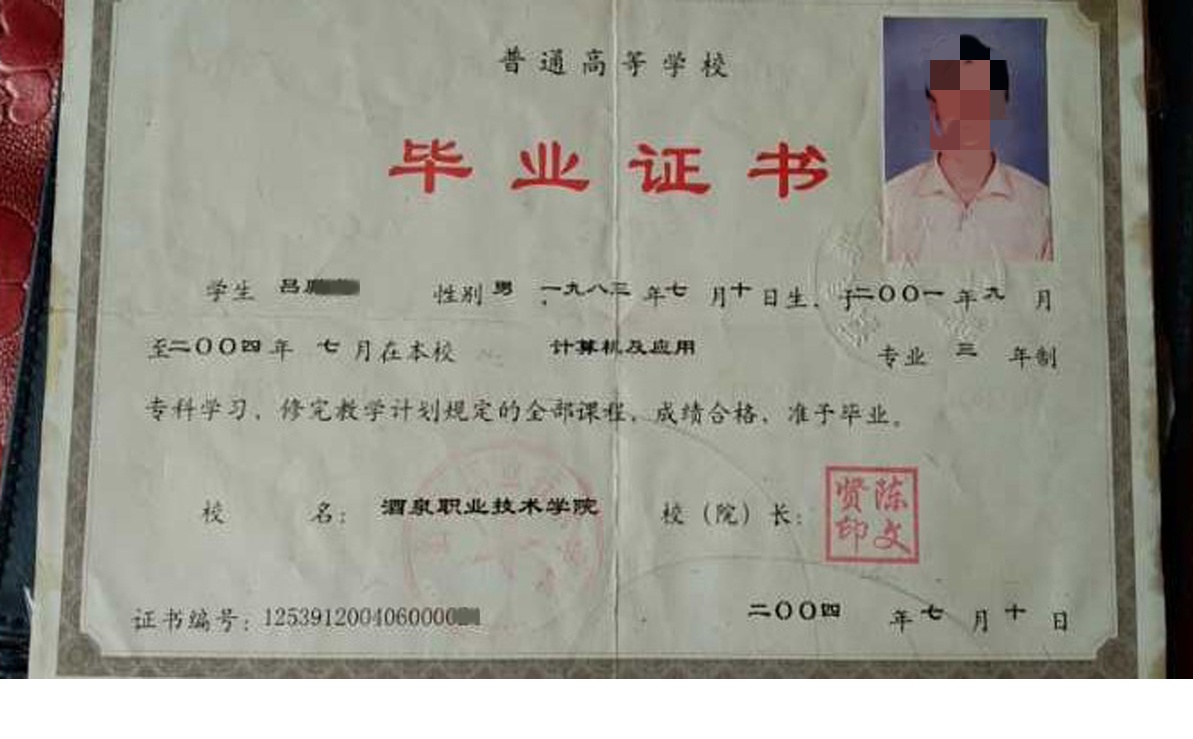 普通高等学校
毕业证书
学生 吕 性别 男 一九八三 年 七 月 十 日生，于 二〇〇一 年 九 月
至 二〇〇四 年 七 月在本校 计算机及应用 专业 三 年制
专科学习，修完教学计划规定的全部课程，成绩合格，准予毕业。
校 名： 酒泉职业技术学院 校（院）长： 陈文贤印
证书编号：1253912004060000
二〇〇四 年 七 月 十 日